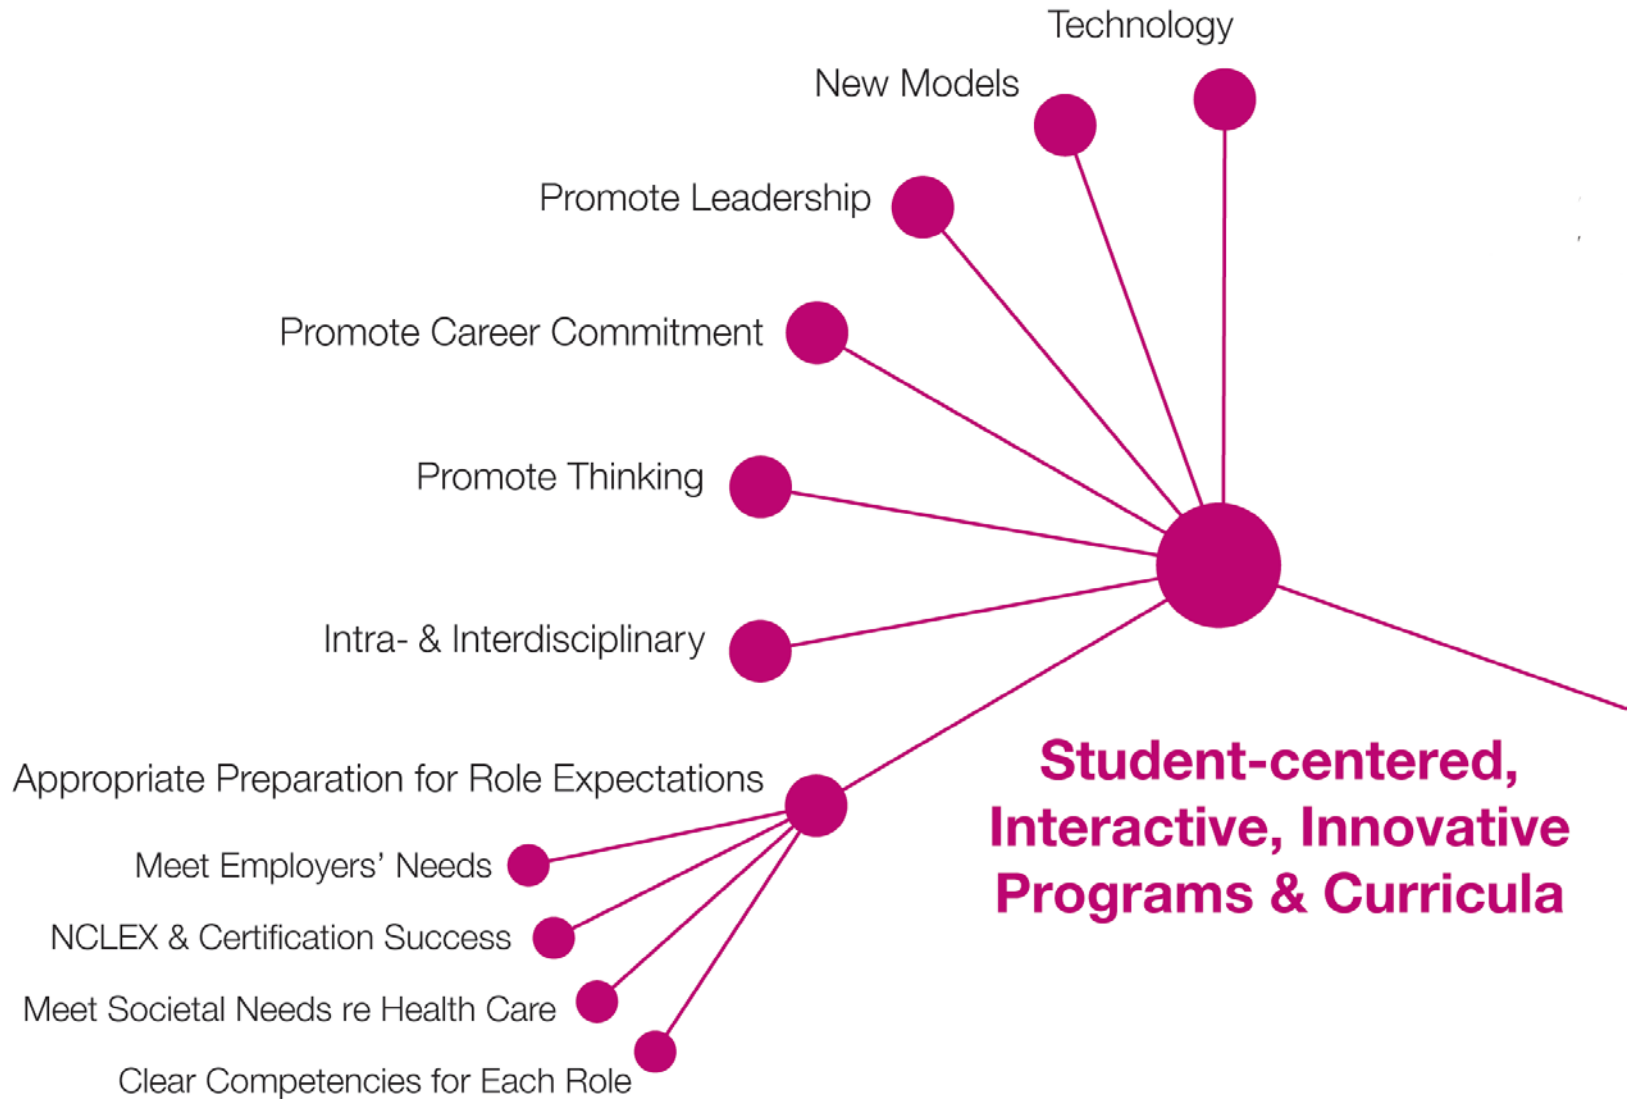 Technology
New Models
Promote Leadership
Promote Career Commitment
Promote Thinking
Intra- & Interdisciplinary
Appropriate Preparation for Role Expectations
Meet Employers’ Needs
NCLEX & Certification Success
Meet Societal Needs re Health Care
Clear Competencies for Each Role
Student-centered,
Interactive, Innovative
Programs & Curricula